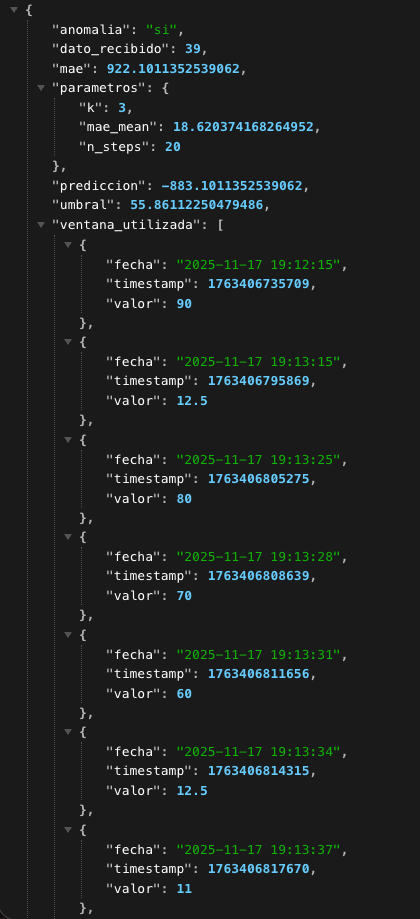 {
"anomalia": "si",
"dato_recibido": 39,
"mae": 922.1011352539062,
"parametros": {
"k": 3,
"mae_mean": 18.620374168264952,
"n_steps": 20
},
"prediccion": -883.1011352539062,
"umbral": 55.86112250479486,
"ventana_utilizada": [
{
"fecha": "2025-11-17 19:12:15",
"timestamp": 1763406735709,
"valor": 90
},
{
"fecha": "2025-11-17 19:13:15",
"timestamp": 1763406795869,
"valor": 12.5
},
{
"fecha": "2025-11-17 19:13:25",
"timestamp": 1763406805275,
"valor": 80
},
{
"fecha": "2025-11-17 19:13:28",
"timestamp": 1763406808639,
"valor": 70
},
{
"fecha": "2025-11-17 19:13:31",
"timestamp": 1763406811656,
"valor": 60
},
{
"fecha": "2025-11-17 19:13:34",
"timestamp": 1763406814315,
"valor": 12.5
},
{
"fecha": "2025-11-17 19:13:37",
"timestamp": 1763406817670,
"valor": 11
},